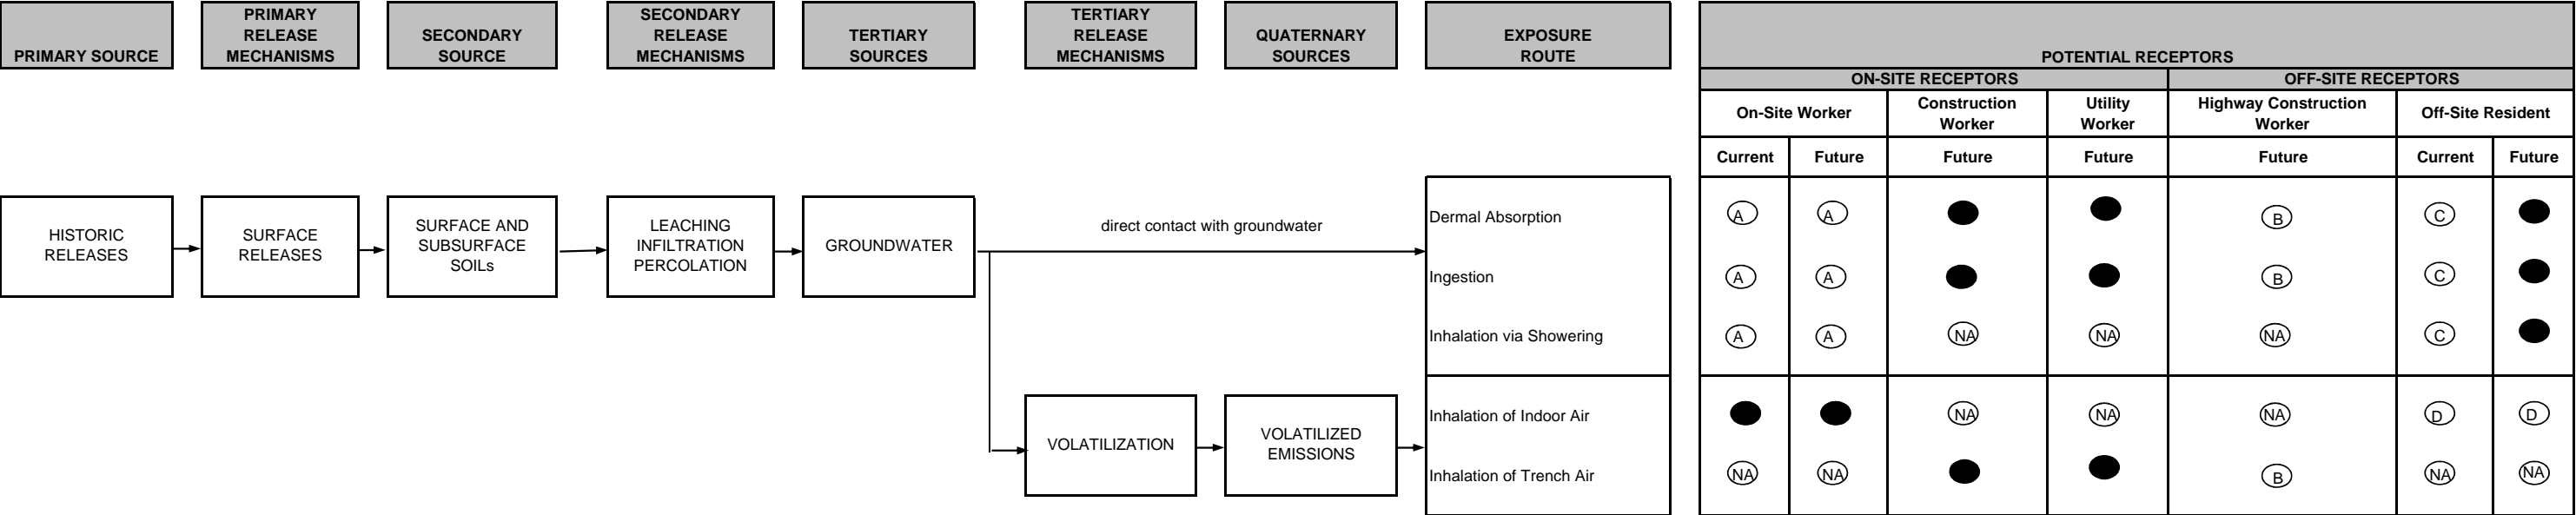 PRIMARY SOURCE
PRIMARY
RELEASE
MECHANISMS
SECONDARY
SOURCE
SECONDARY
RELEASE
MECHANISMS
TERTIARY
SOURCES
TERTIARY
RELEASE
MECHANISMS
QUATERNARY
SOURCES
EXPOSURE
ROUTE
POTENTIAL RECEPTORS
ON-SITE RECEPTORS
OFF-SITE RECEPTORS
On-Site Worker
Construction
Worker
Utility
Worker
Highway Construction
Worker
Off-Site Resident
Current
Future
Future
Future
Future
Current
Future
HISTORIC
RELEASES
SURFACE
RELEASES
SURFACE AND
SUBSURFACE
SOILs
LEACHING
INFILTRATION
PERCOLATION
GROUNDWATER
direct contact with groundwater
Dermal Absorption
A
A
B
C
Ingestion
A
A
B
C
Inhalation via Showering
A
A
NA
NA
NA
C
VOLATILIZATION
VOLATILIZED
EMISSIONS
Inhalation of Indoor Air
NA
NA
NA
D
D
Inhalation of Trench Air
NA
NA
B
NA
NA